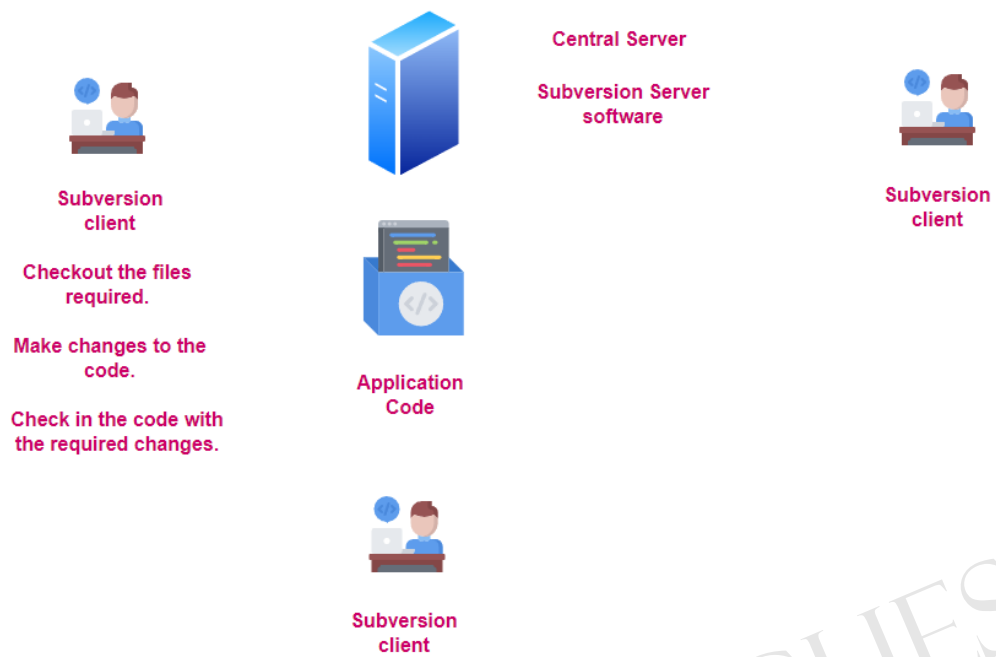 Central Server
Subversion Server
software
Subversion
client
Checkout the files
required.
Make changes to the
code.
Check in the code with
the required changes.
Application
Code
Subversion
client
Subversion
client